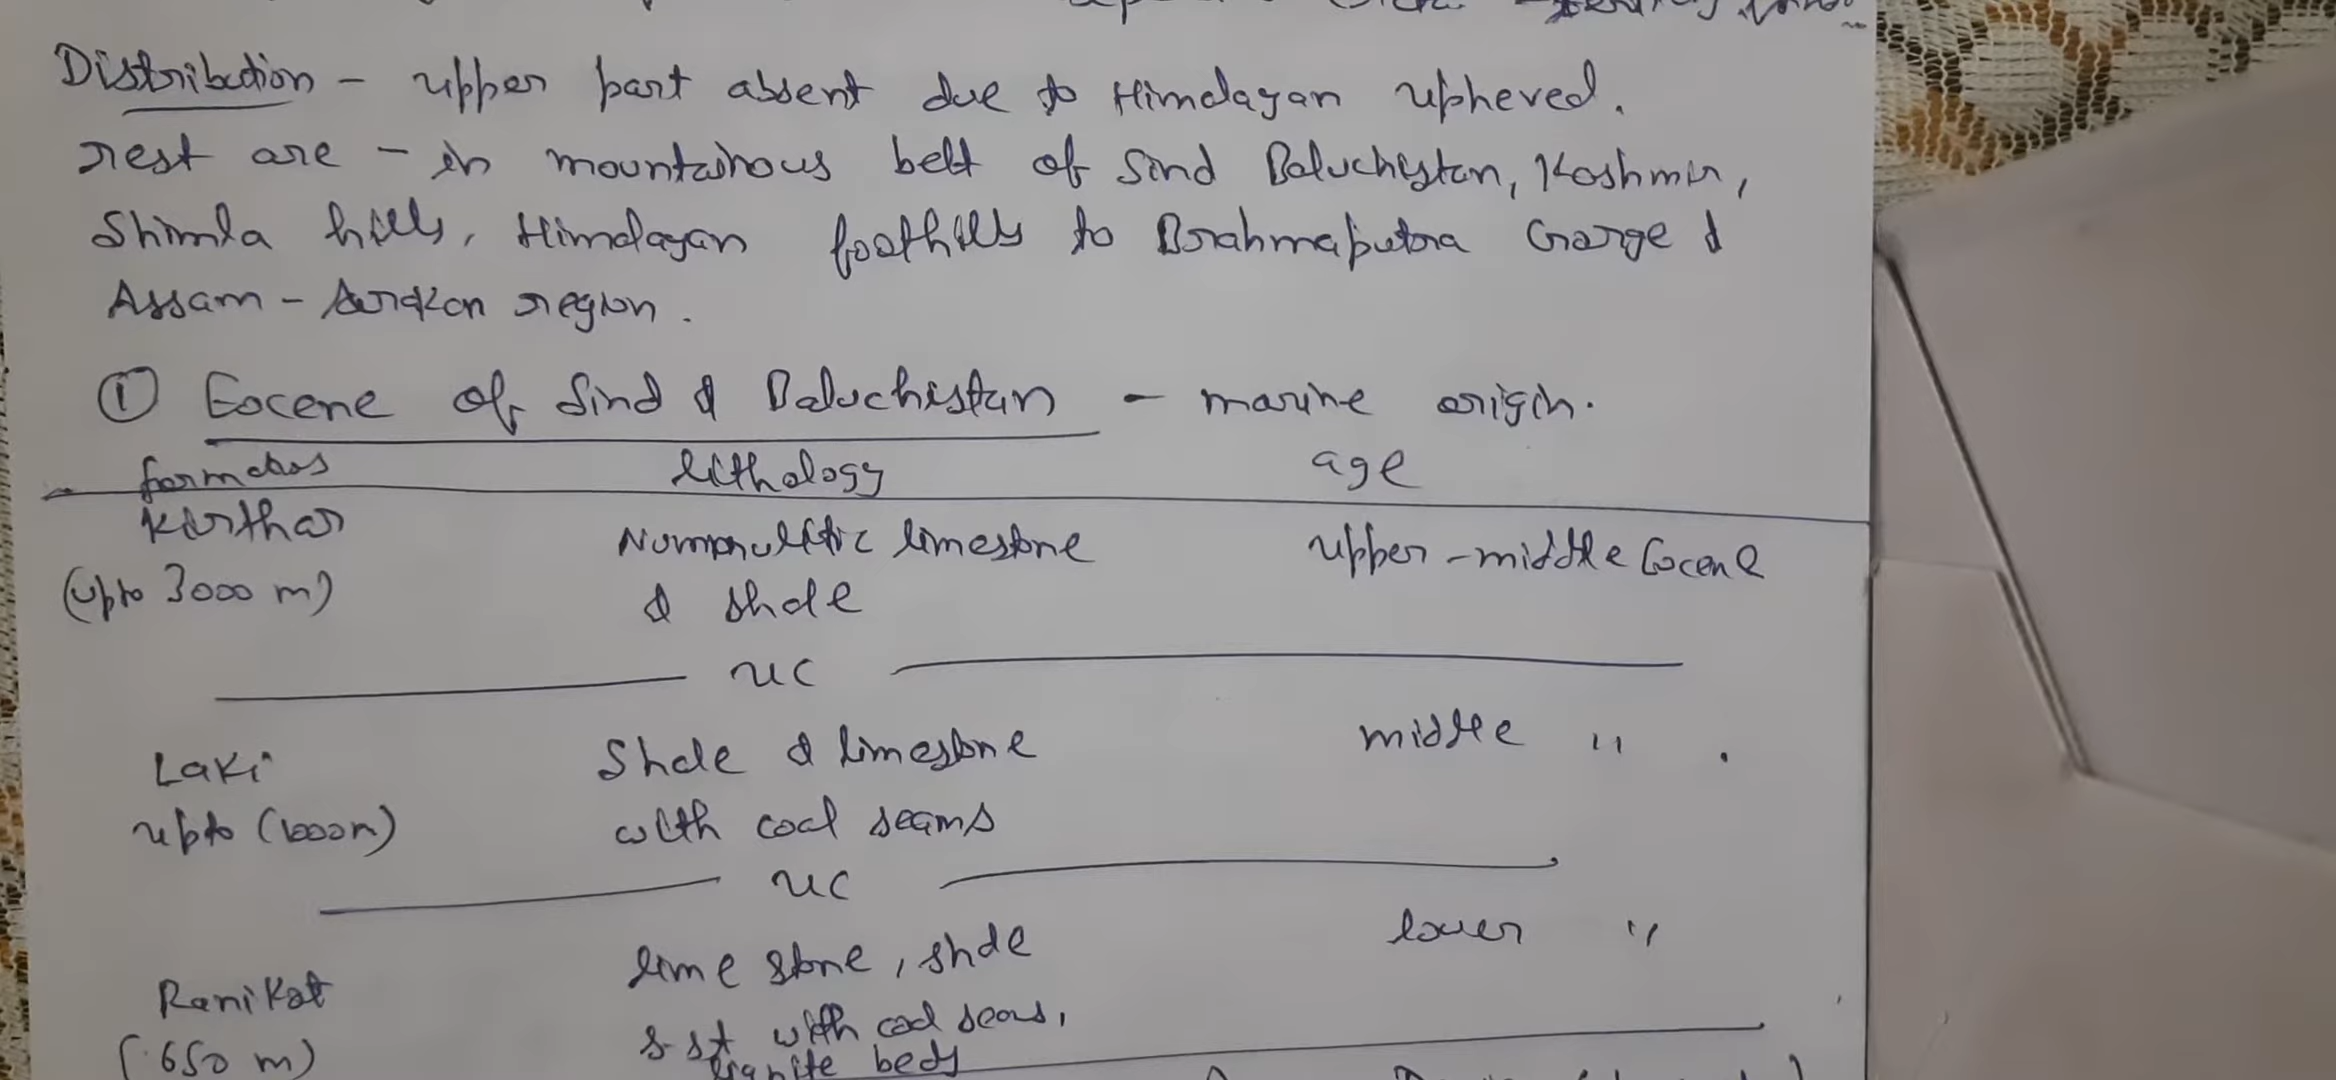 Distribution - upper part absent due to Himalayan upheved.
rest are - in mountainous belt of Sind Baluchistan, Kashmir,
Shimla hills, Himalayan foothills to Brahmaputra Gorge &
Assam - Arakan region.
① Eocene of Sind & Baluchistan - marine origin.
lithology age
Kirthar Nummulitic limestone upper - middle Eocene
(upto 3000 m) & shale
UC
Laki Shale & limestone middle "
upto (1000m) with coal seams
UC
Ranikot lime stone, shale lower "
(650 m) s.st with coal seams,
lignite beds